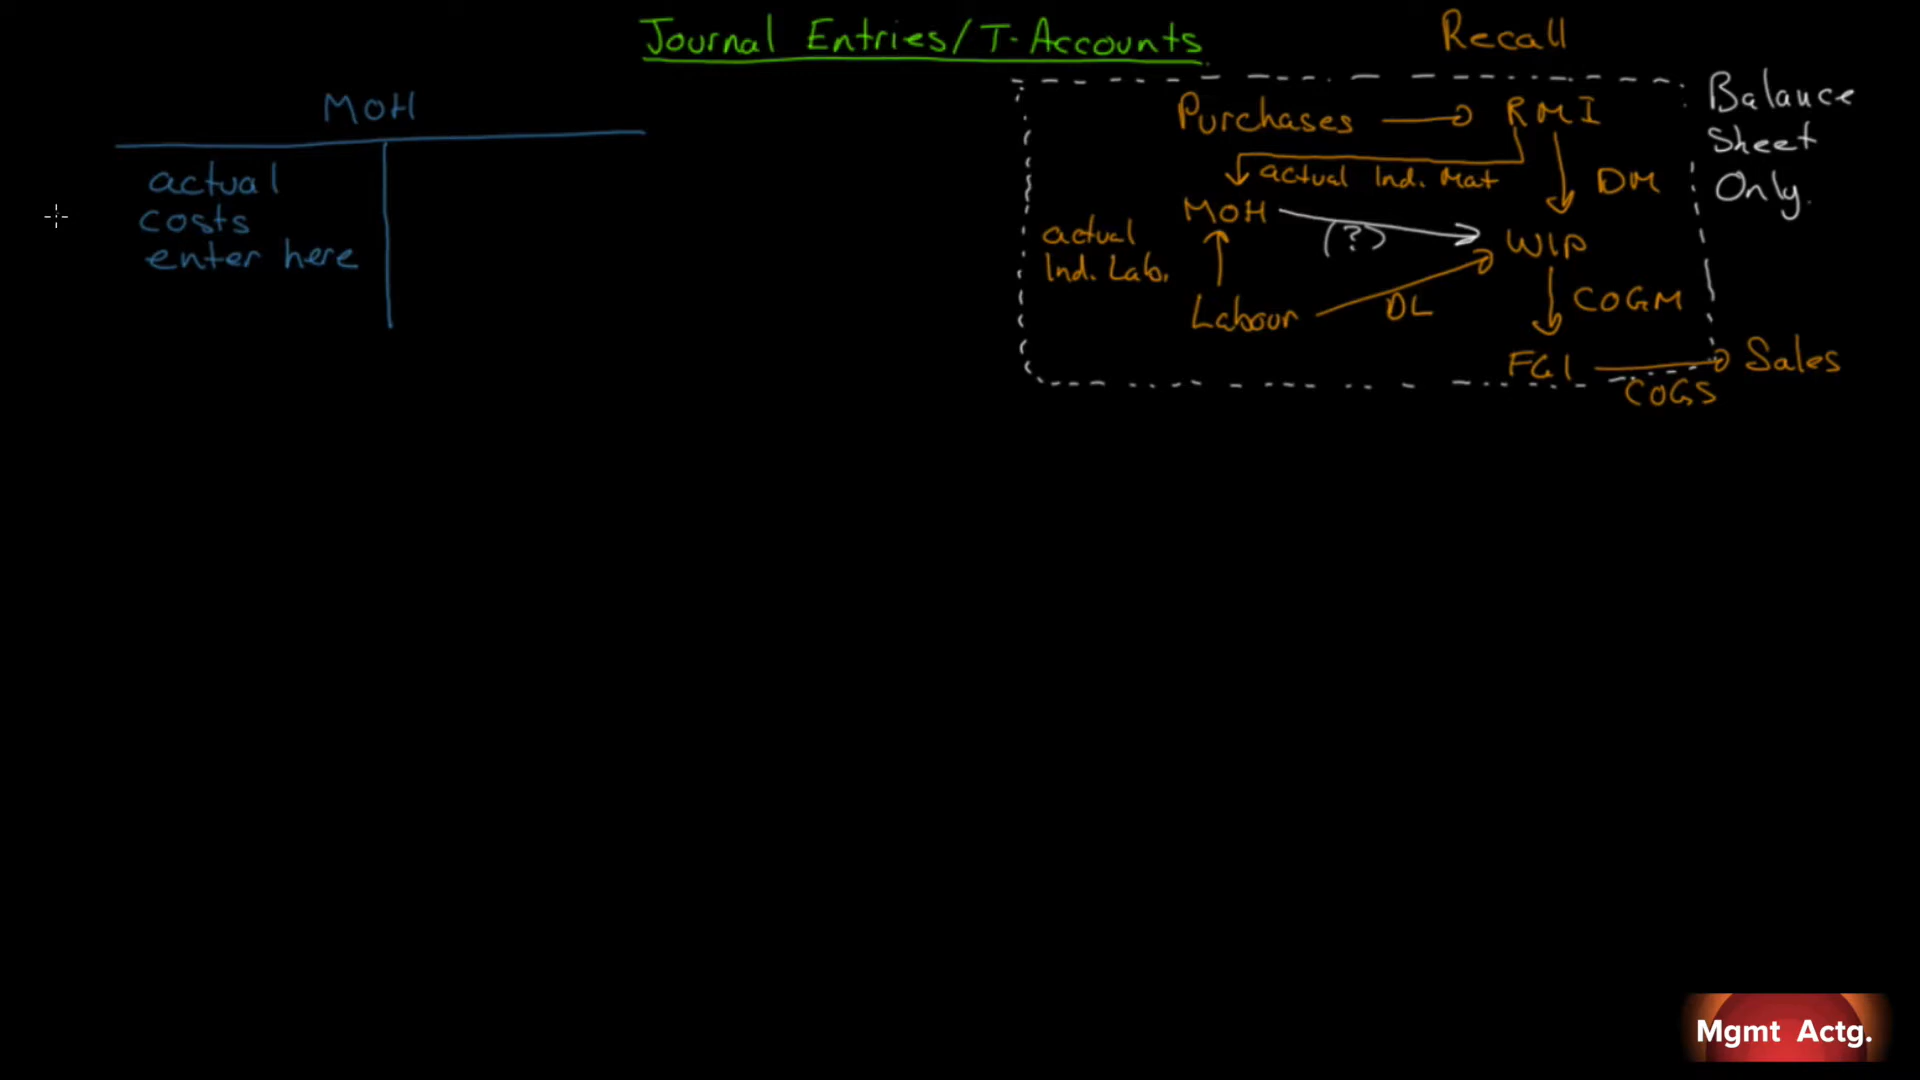 Journal Entries/T-Accounts
Recall
MOH
actual
costs
enter here
Balance
Sheet
Only.
Purchases RMI
actual Ind. Mat DM
MOH (?) WIP
actual
Ind. Lab.
Labour DL COGM
FGI Sales
COGS
Mgmt Actg.